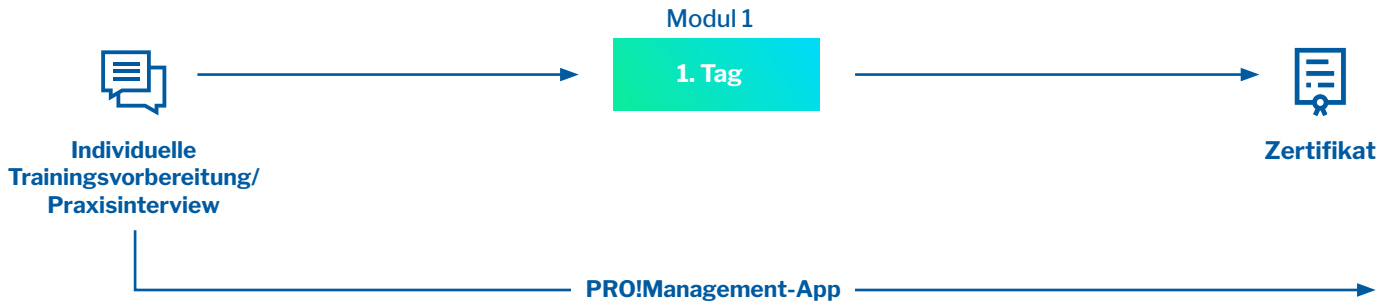 Modul 1
1. Tag
Individuelle
Trainingsvorbereitung/
Praxisinterview
Zertifikat
PRO!Management-App